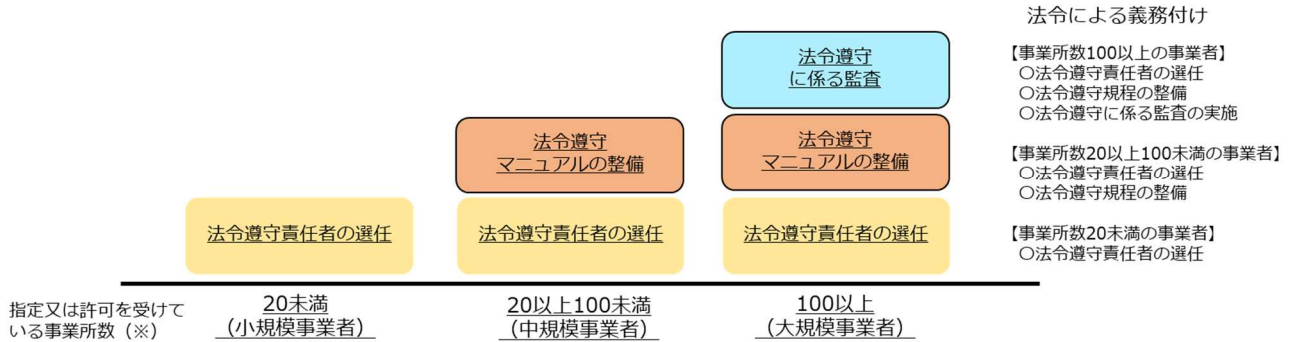 法令による義務付け
法令遵守
に係る監査
【事業所数100以上の事業者】
〇法令遵守責任者の選任
〇法令遵守規程の整備
〇法令遵守に係る監査の実施
法令遵守
マニュアルの整備
法令遵守
マニュアルの整備
【事業所数20以上100未満の事業者】
〇法令遵守責任者の選任
〇法令遵守規程の整備
法令遵守責任者の選任
法令遵守責任者の選任
法令遵守責任者の選任
【事業所数20未満の事業者】
〇法令遵守責任者の選任
指定又は許可を受けて
いる事業所数（※）
20未満
（小規模事業者）
20以上100未満
（中規模事業者）
100以上
（大規模事業者）